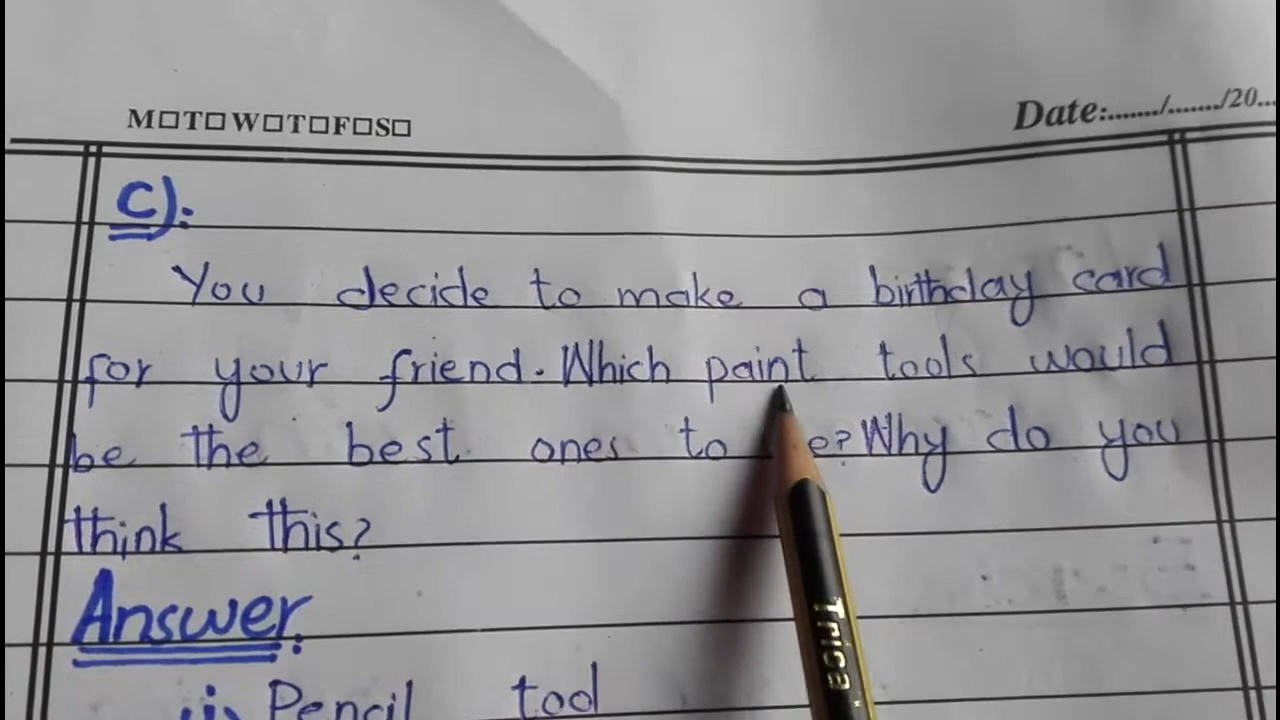 M□T□W□T□F□S□
Date:......./......./20...
C):
You decide to make a birthday card
for your friend. Which paint tools would
be the best ones to e? Why do you
think this?
Answer:
i) Pencil tool
Trica